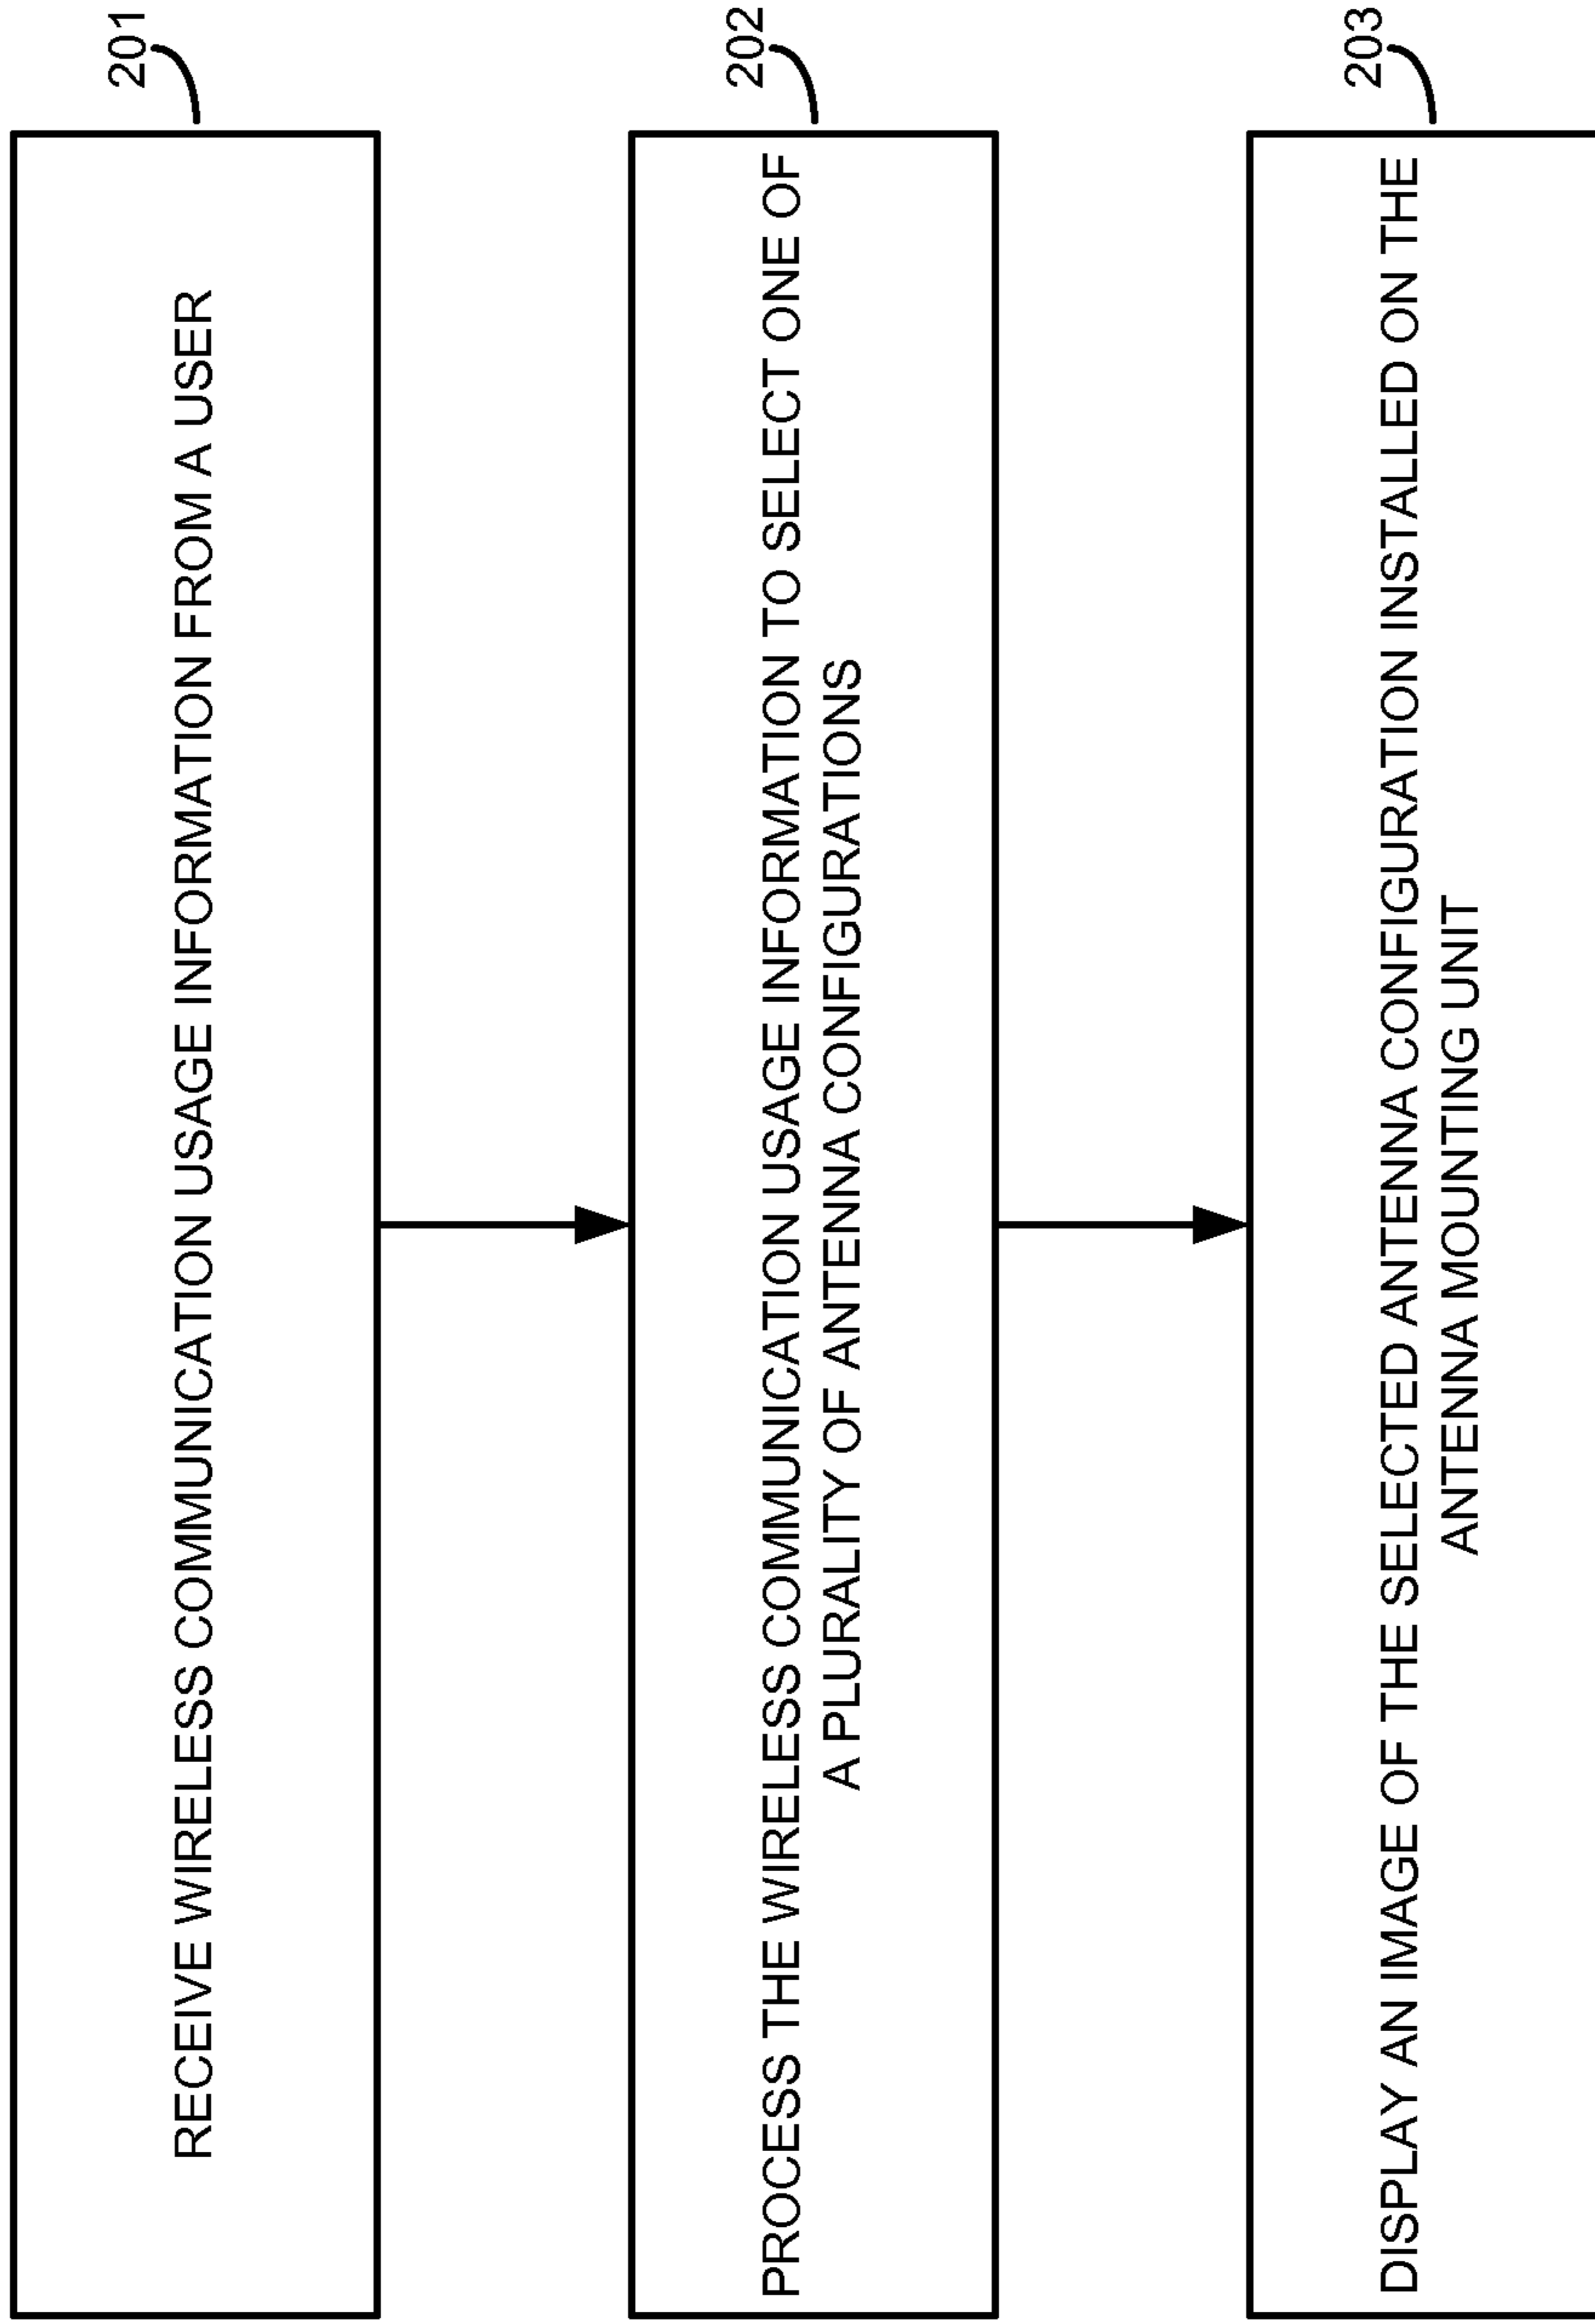 201
RECEIVE WIRELESS COMMUNICATION USAGE INFORMATION FROM A USER
202
PROCESS THE WIRELESS COMMUNICATION USAGE INFORMATION TO SELECT ONE OF
A PLURALITY OF ANTENNA CONFIGURATIONS
203
DISPLAY AN IMAGE OF THE SELECTED ANTENNA CONFIGURATION INSTALLED ON THE
ANTENNA MOUNTING UNIT